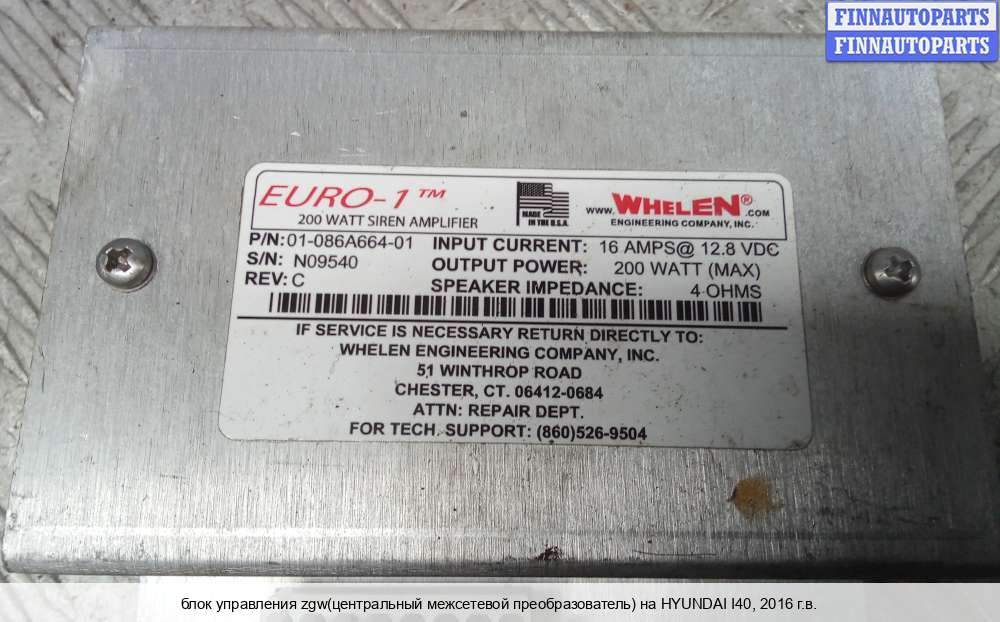 FINNAUTOPARTS
FINNAUTOPARTS
EURO-1™
200 WATT SIREN AMPLIFIER
MADE IN THE U.S.A.
www.WHELEN®.COM
ENGINEERING COMPANY, INC.
P/N: 01-086A664-01 INPUT CURRENT: 16 AMPS@ 12.8 VDC
S/N: N09540 OUTPUT POWER: 200 WATT (MAX)
REV: C SPEAKER IMPEDANCE: 4 OHMS
IF SERVICE IS NECESSARY RETURN DIRECTLY TO:
WHELEN ENGINEERING COMPANY, INC.
51 WINTHROP ROAD
CHESTER, CT. 06412-0684
ATTN: REPAIR DEPT.
FOR TECH. SUPPORT: (860)526-9504
блок управления zgw(центральный межсетевой преобразователь) на HYUNDAI I40, 2016 г.в.